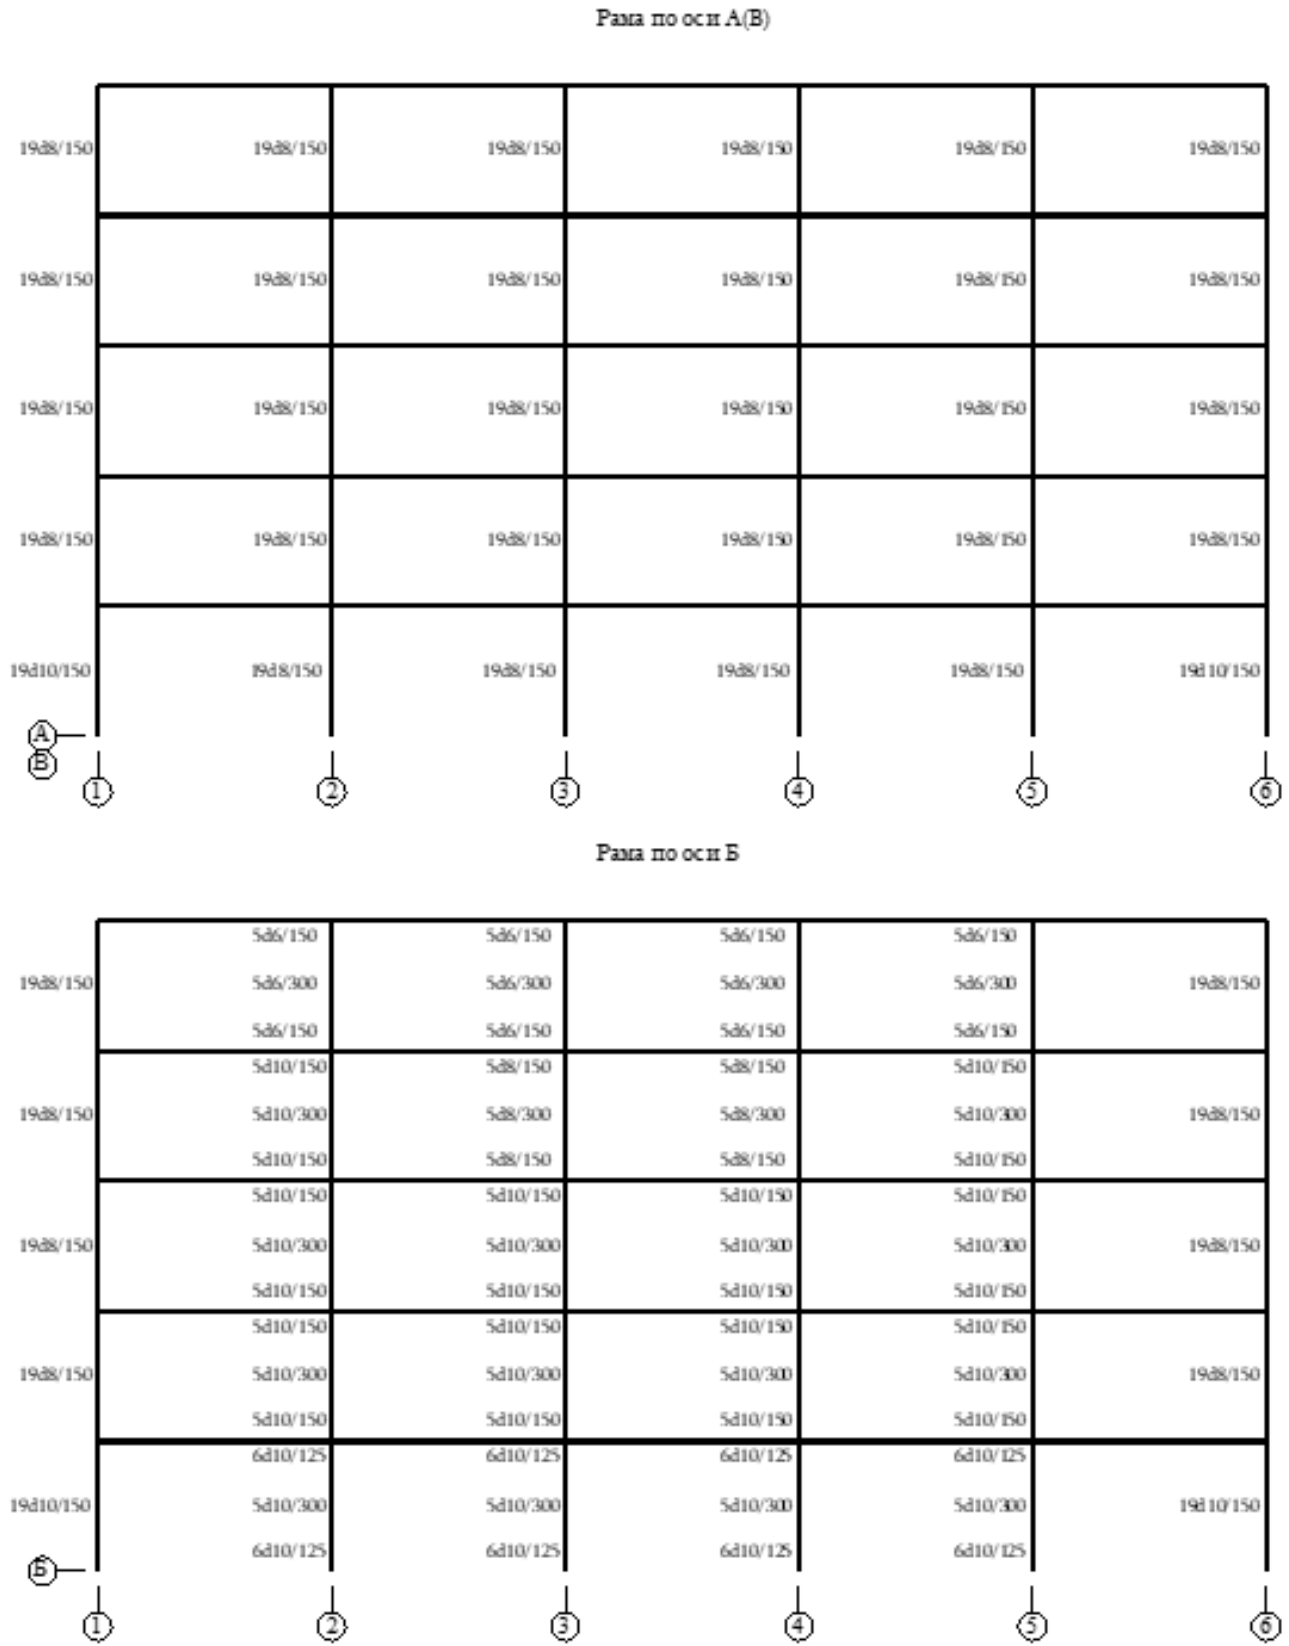 Рама по оси А(В)
19d8/150 19d8/150 19d8/150 19d8/150 19d8/150 19d8/150
19d8/150 19d8/150 19d8/150 19d8/150 19d8/150 19d8/150
19d8/150 19d8/150 19d8/150 19d8/150 19d8/150 19d8/150
19d8/150 19d8/150 19d8/150 19d8/150 19d8/150 19d8/150
19d10/150 19d8/150 19d8/150 19d8/150 19d8/150 19d10/150
А
В
1 2 3 4 5 6
Рама по оси Б
5d6/150 5d6/150 5d6/150 5d6/150
19d8/150 5d6/300 5d6/300 5d6/300 5d6/300 19d8/150
5d6/150 5d6/150 5d6/150 5d6/150
5d10/150 5d8/150 5d8/150 5d10/150
19d8/150 5d10/300 5d8/300 5d8/300 5d10/300 19d8/150
5d10/150 5d8/150 5d8/150 5d10/150
5d10/150 5d10/150 5d10/150 5d10/150
19d8/150 5d10/300 5d10/300 5d10/300 5d10/300 19d8/150
5d10/150 5d10/150 5d10/150 5d10/150
5d10/150 5d10/150 5d10/150 5d10/150
19d8/150 5d10/300 5d10/300 5d10/300 5d10/300 19d8/150
5d10/150 5d10/150 5d10/150 5d10/150
6d10/125 6d10/125 6d10/125 6d10/125
19d10/150 5d10/300 5d10/300 5d10/300 5d10/300 19d10/150
6d10/125 6d10/125 6d10/125 6d10/125
Б
1 2 3 4 5 6